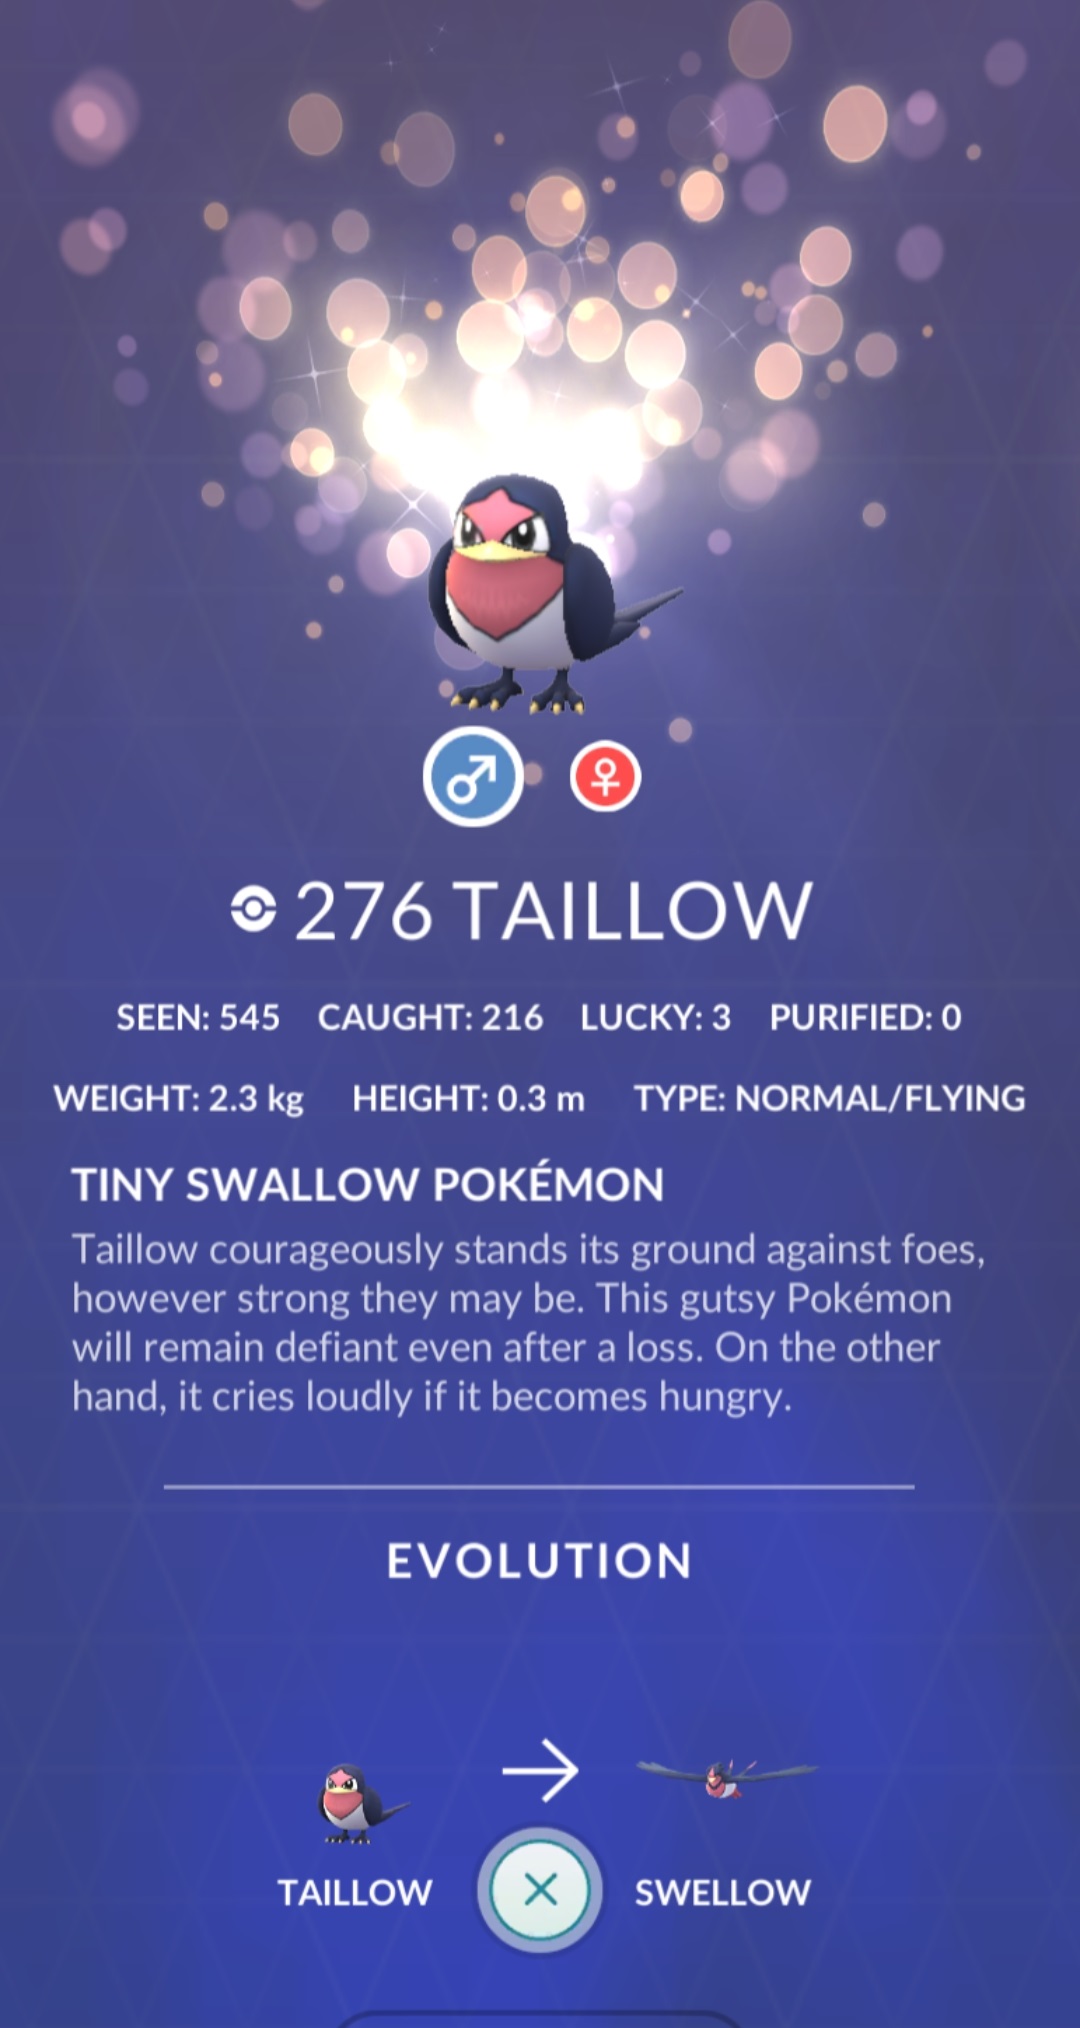 276 TAILLOW
SEEN: 545 CAUGHT: 216 LUCKY: 3 PURIFIED: 0
WEIGHT: 2.3 kg HEIGHT: 0.3 m TYPE: NORMAL/FLYING
TINY SWALLOW POKÉMON
Taillow courageously stands its ground against foes,
however strong they may be. This gutsy Pokémon
will remain defiant even after a loss. On the other
hand, it cries loudly if it becomes hungry.
EVOLUTION
TAILLOW SWELLOW